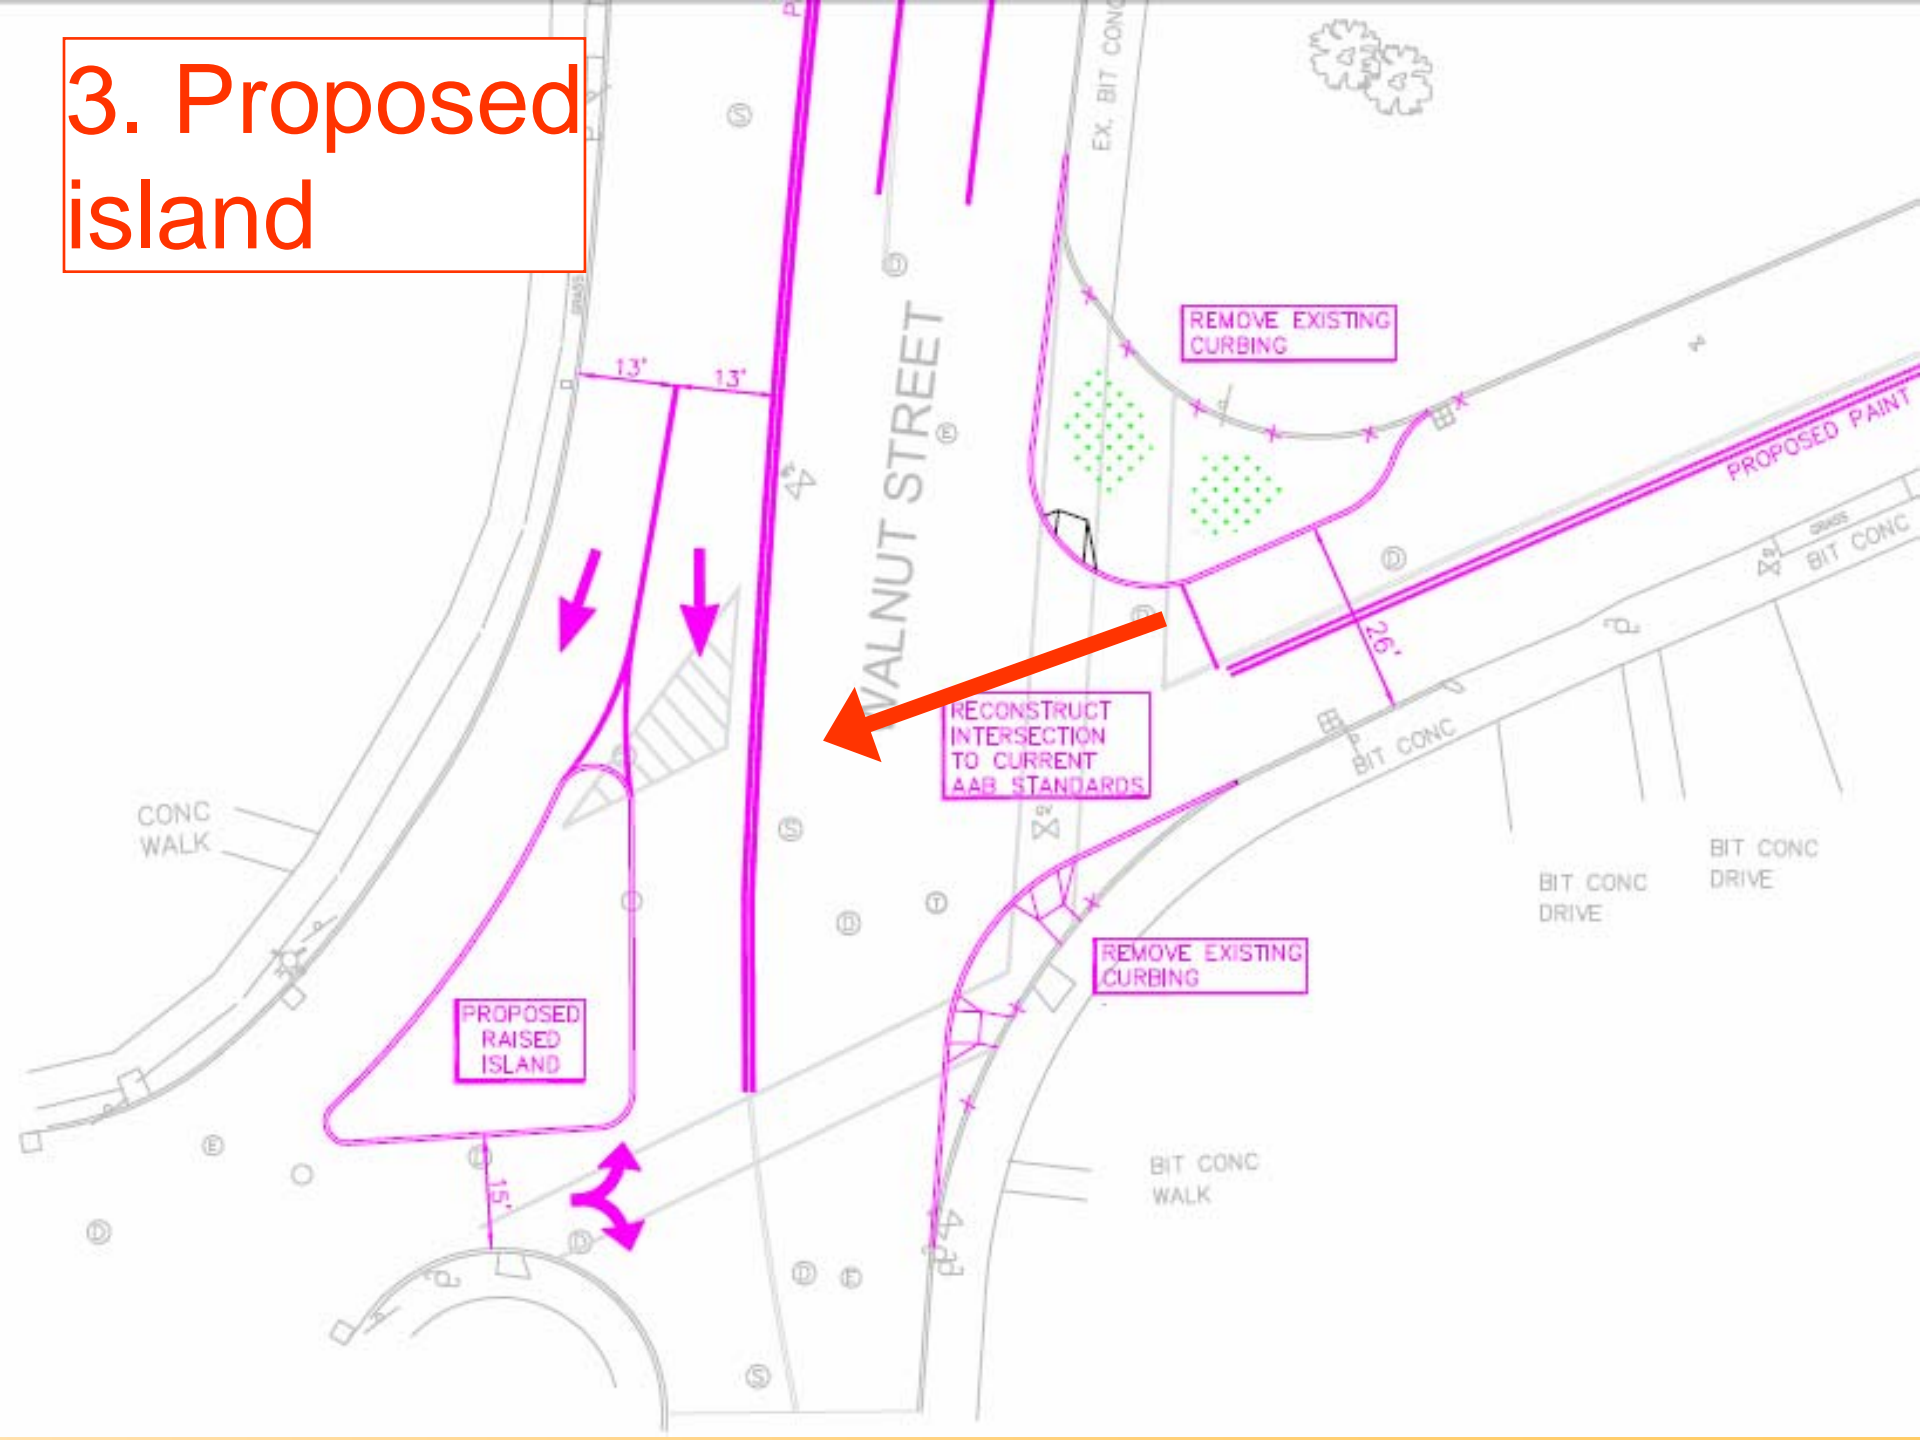 3. Proposed
island
P
EX. BIT CONC
GRASS
REMOVE EXISTING
CURBING
13'
13'
WALNUT STREET
PROPOSED PAINT
GRASS
BIT CONC
26'
BIT CONC
RECONSTRUCT
INTERSECTION
TO CURRENT
AAB STANDARDS
CONC
WALK
BIT CONC
DRIVE
BIT CONC
DRIVE
REMOVE EXISTING
CURBING
PROPOSED
RAISED
ISLAND
15'
BIT CONC
WALK
S
D
E
D
D
S
D
T
E
D
D
D
D
E
S